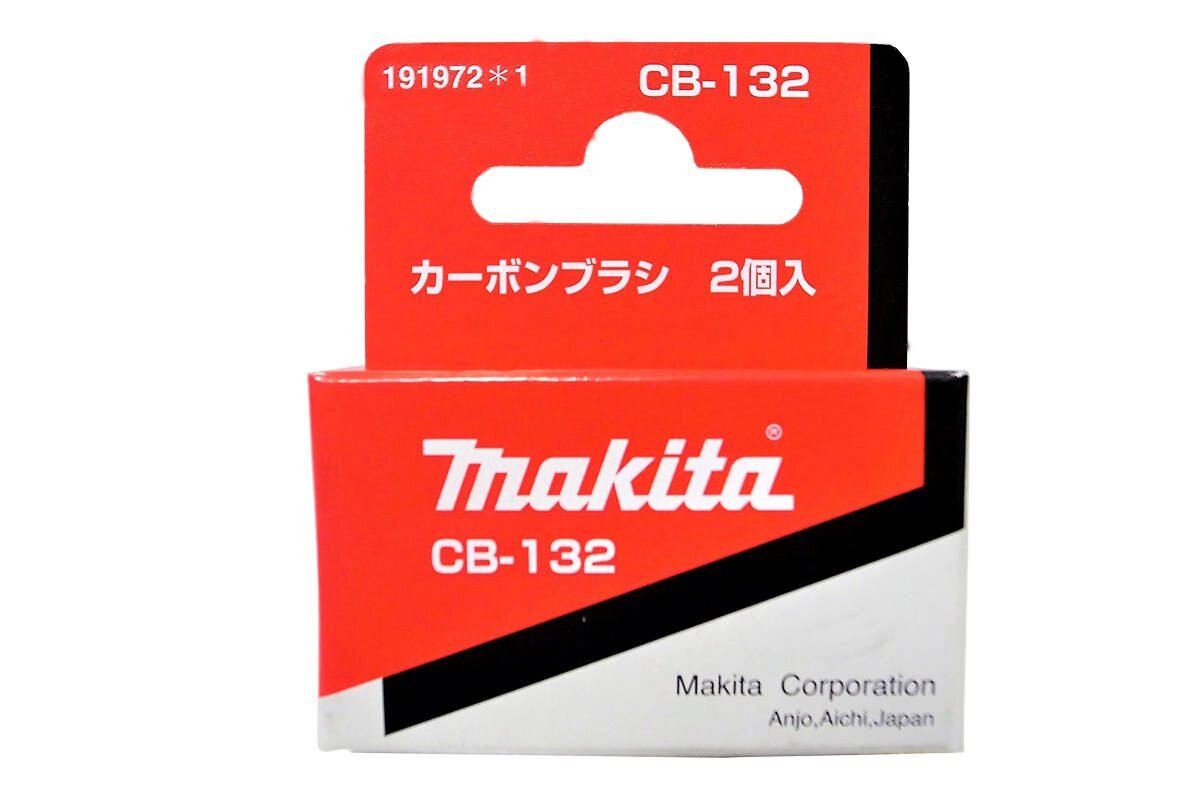 191972＊1 CB-132
カーボンブラシ 2個入
makita®
CB-132
Makita Corporation
Anjo,Aichi,Japan